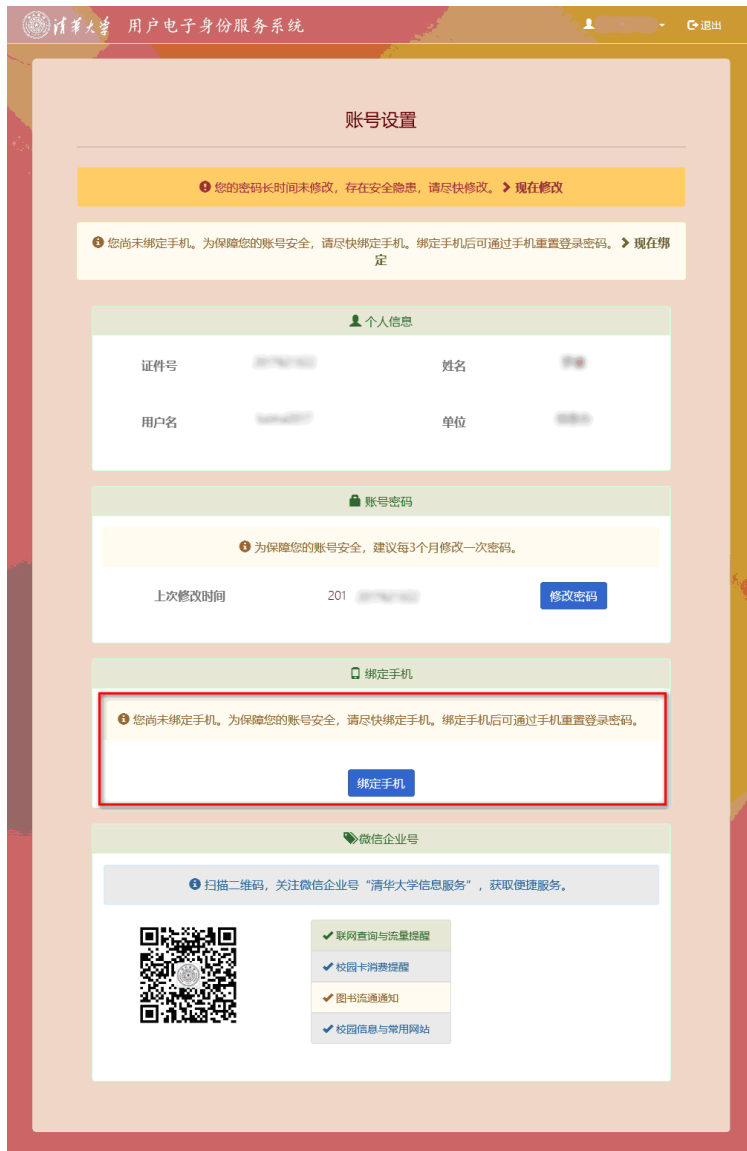 清华大学 用户电子身份服务系统
退出
账号设置
您的密码长时间未修改，存在安全隐患，请尽快修改。 现在修改
您尚未绑定手机。为保障您的账号安全，请尽快绑定手机。绑定手机后可通过手机重置登录密码。 现在绑
定
个人信息
证件号 姓名
用户名 单位
账号密码
为保障您的账号安全，建议每3个月修改一次密码。
上次修改时间 201 修改密码
绑定手机
您尚未绑定手机。为保障您的账号安全，请尽快绑定手机。绑定手机后可通过手机重置登录密码。
绑定手机
微信企业号
扫描二维码，关注微信企业号“清华大学信息服务”，获取便捷服务。
联网查询与流量提醒
校园卡消费提醒
图书流通通知
校园信息与常用网站